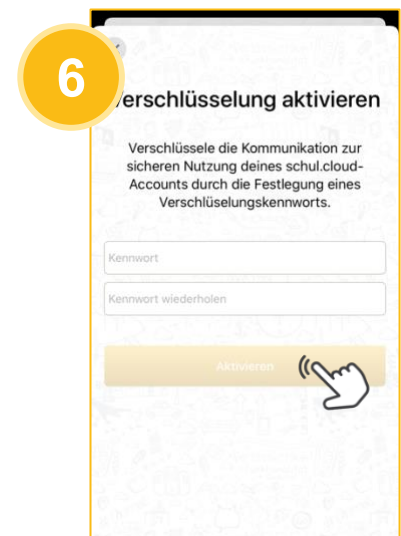 6
erschlüsselung aktivieren
Verschlüssele die Kommunikation zur
sicheren Nutzung deines schul.cloud-
Accounts durch die Festlegung eines
Verschlüselungskennworts.
Kennwort
Kennwort wiederholen
Aktivieren